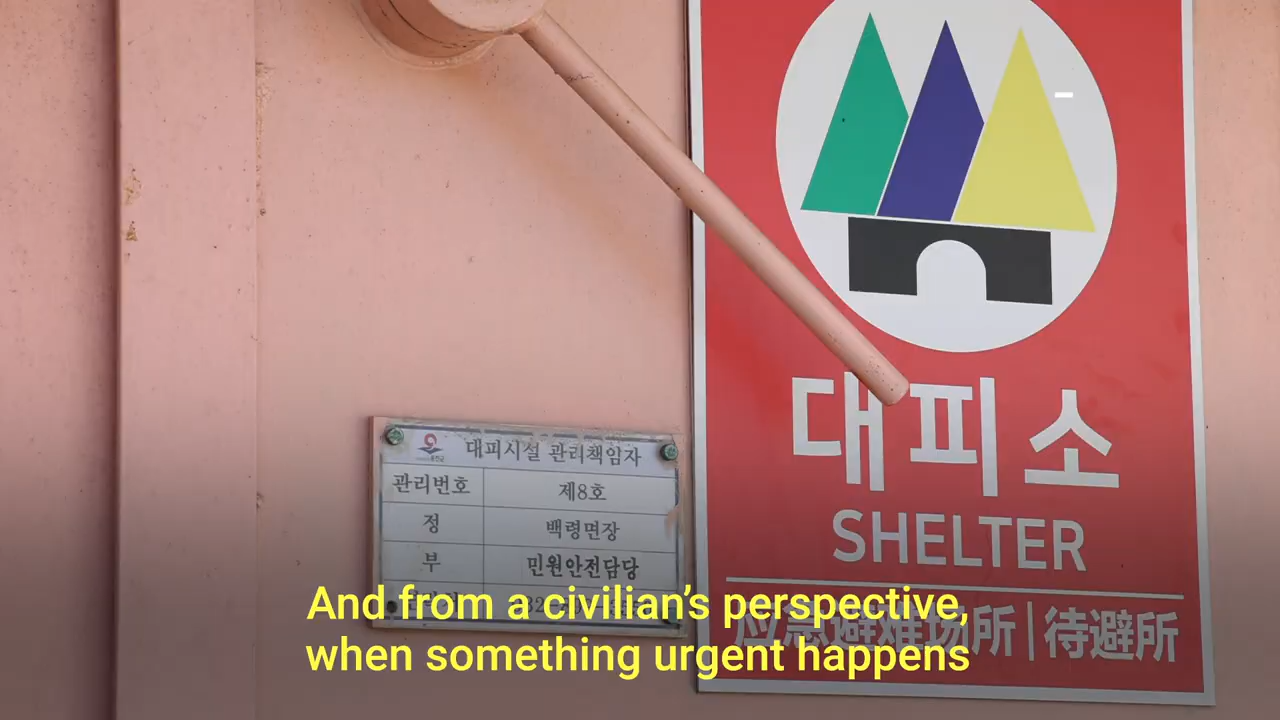 대피소
SHELTER
应急避难场所 | 待避所
대피시설 관리책임자
관리번호 제8호
정 백령면장
부 민원안전담당
And from a civilian’s perspective,
when something urgent happens